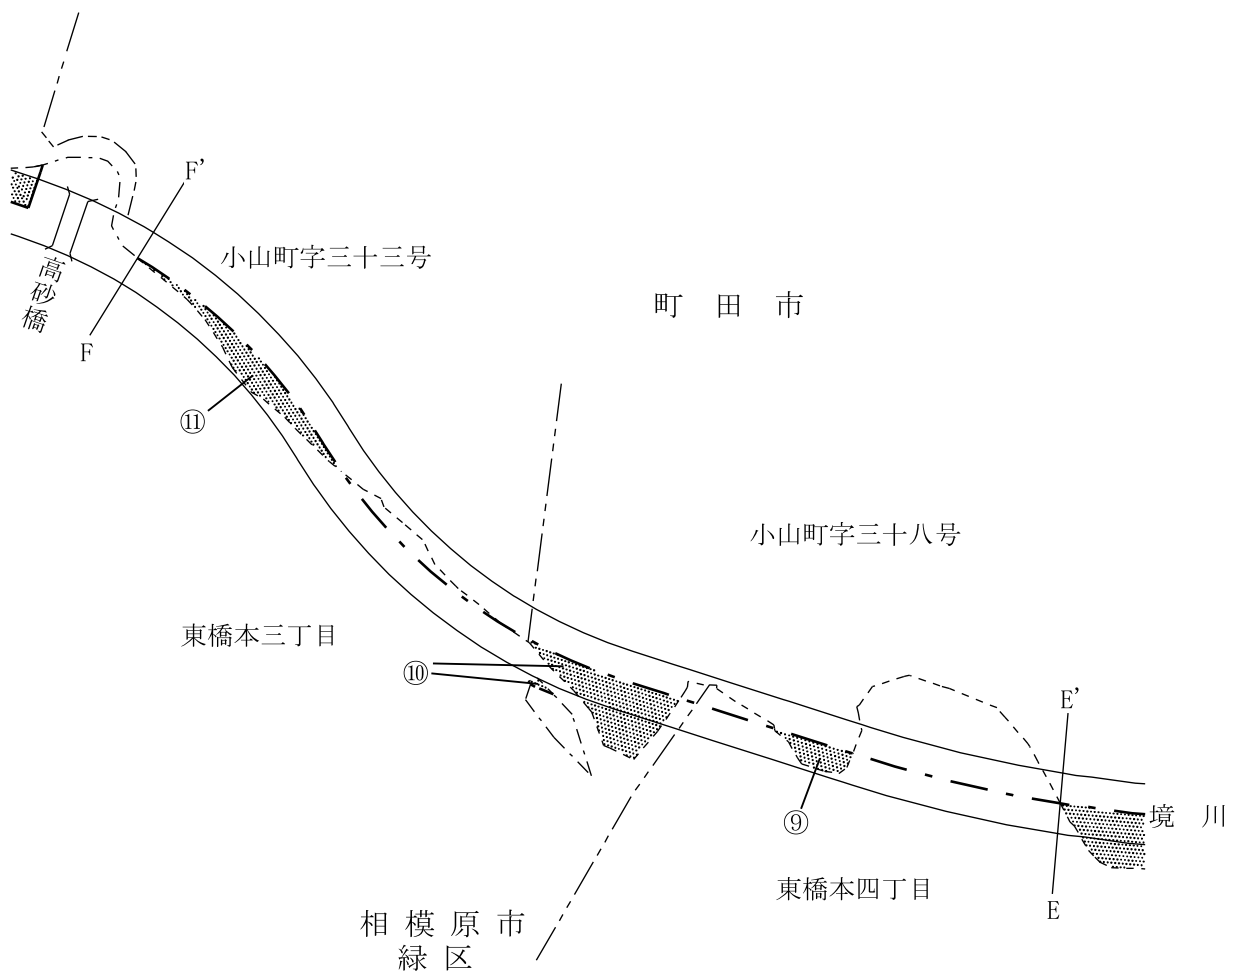 F’
小山町字三十三号
高砂橋
町田市
F
⑪
小山町字三十八号
東橋本三丁目
⑩
E’
⑨
境川
東橋本四丁目
E
相模原市
緑区